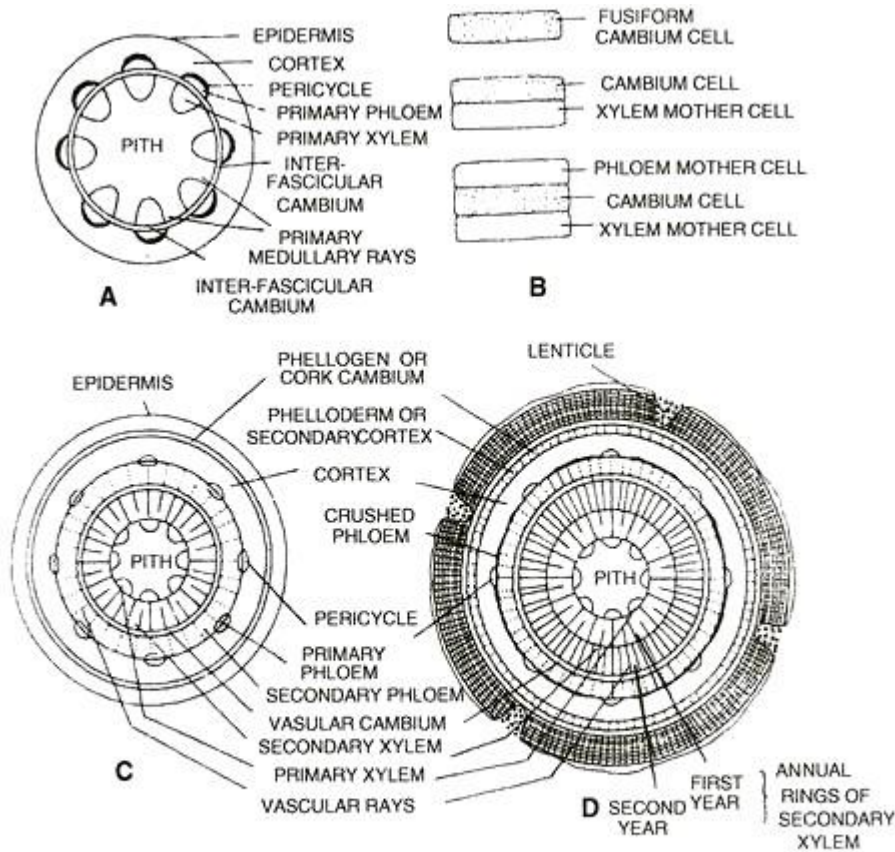 EPIDERMIS
CORTEX
PERICYCLE
PRIMARY PHLOEM
PRIMARY XYLEM
PITH
INTER-
FASCICULAR
CAMBIUM
PRIMARY
MEDULLARY RAYS
INTER-FASCICULAR
CAMBIUM
A
FUSIFORM
CAMBIUM CELL
CAMBIUM CELL
XYLEM MOTHER CELL
PHLOEM MOTHER CELL
CAMBIUM CELL
XYLEM MOTHER CELL
B
EPIDERMIS
PHELLOGEN OR
CORK CAMBIUM
PHELLODERM OR
SECONDARY CORTEX
CORTEX
CRUSHED
PHLOEM
PITH
PERICYCLE
PRIMARY
PHLOEM
SECONDARY PHLOEM
VASULAR CAMBIUM
SECONDARY XYLEM
PRIMARY XYLEM
VASCULAR RAYS
C
LENTICLE
PITH
D
SECOND
YEAR
FIRST
YEAR
ANNUAL
RINGS OF
SECONDARY
XYLEM